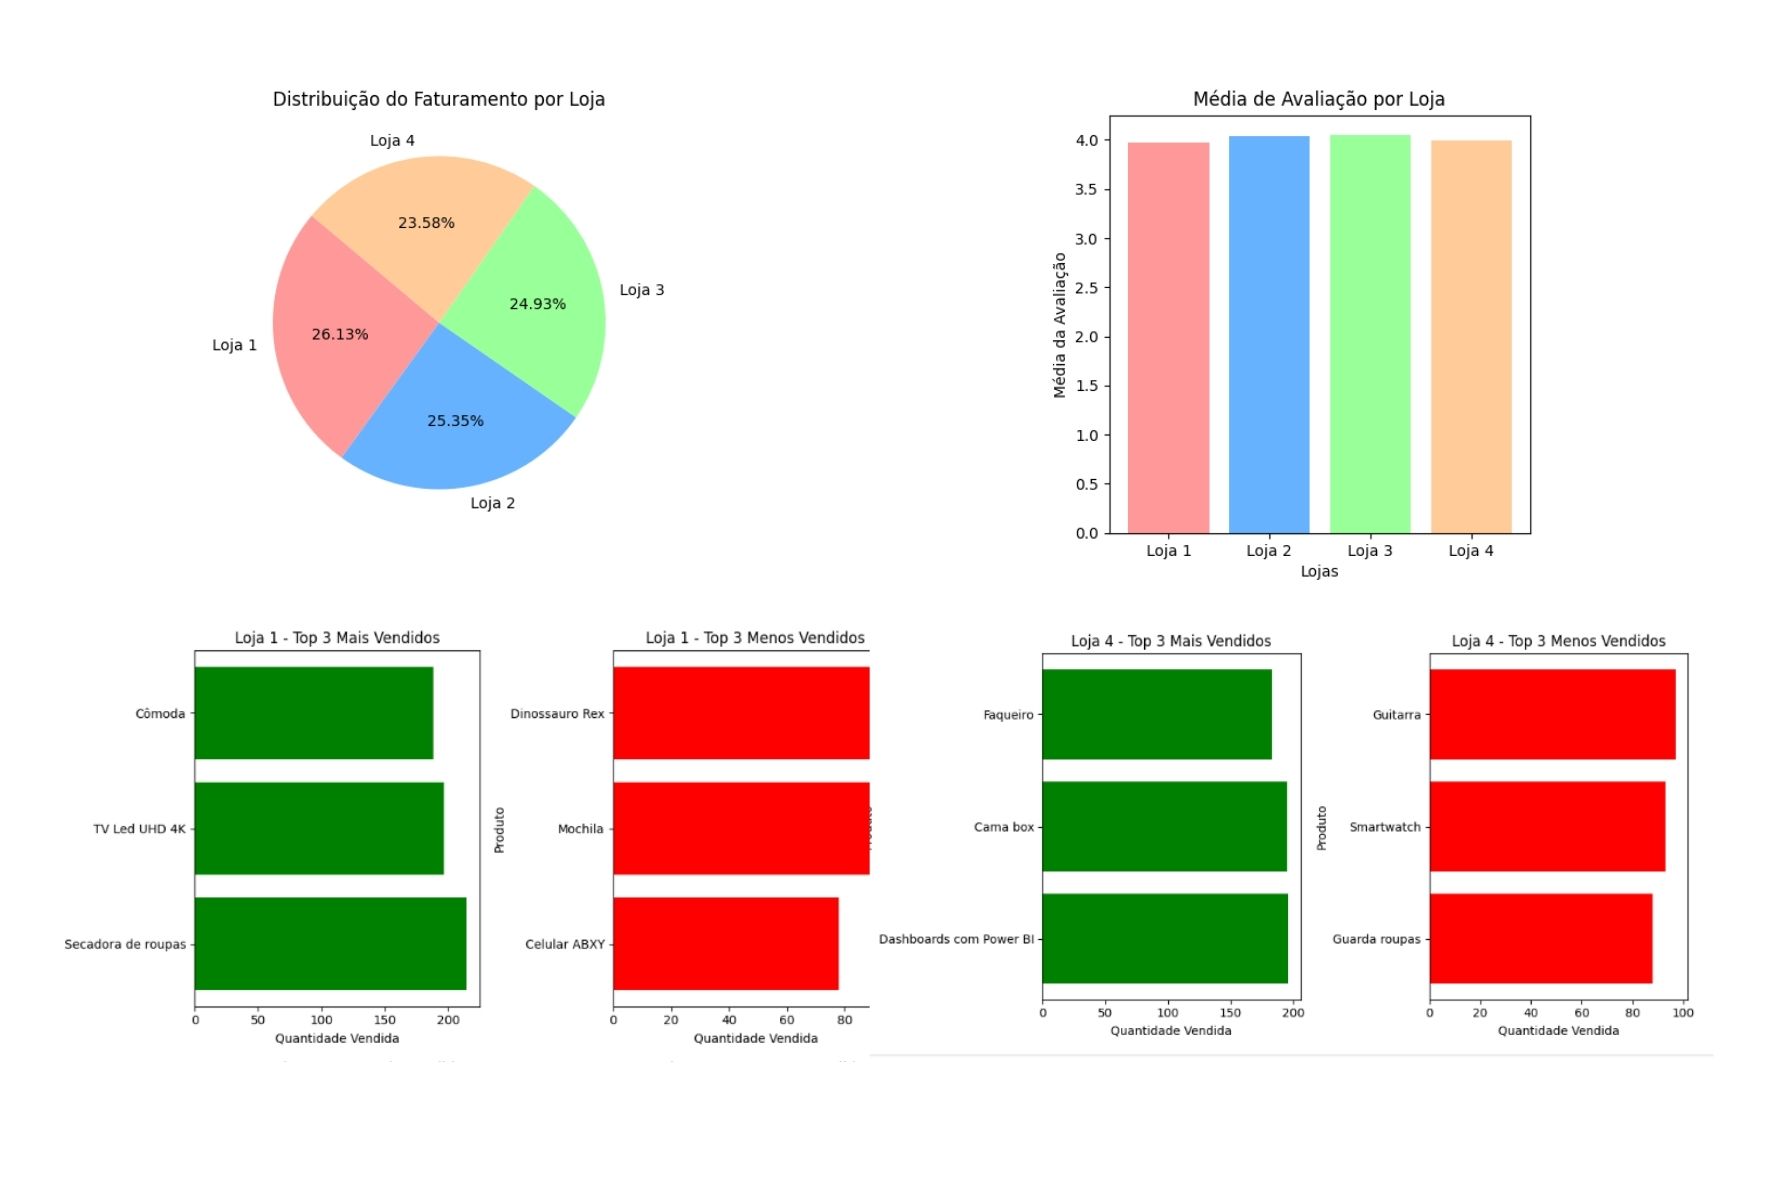 Distribuição do Faturamento por Loja
Loja 4
23.58%
Loja 3
24.93%
26.13%
Loja 1
25.35%
Loja 2
Média de Avaliação por Loja
4.0
3.5
3.0
2.5
2.0
1.5
1.0
0.5
0.0
Média da Avaliação
Loja 1 Loja 2 Loja 3 Loja 4
Lojas
Loja 1 - Top 3 Mais Vendidos
Cômoda
TV Led UHD 4K
Secadora de roupas
0 50 100 150 200
Quantidade Vendida
Loja 1 - Top 3 Menos Vendidos
Produto
Dinossauro Rex
Mochila
Celular ABXY
0 20 40 60 80
Quantidade Vendida
Loja 4 - Top 3 Mais Vendidos
Faqueiro
Cama box
Dashboards com Power BI
0 50 100 150 200
Quantidade Vendida
Loja 4 - Top 3 Menos Vendidos
Produto
Guitarra
Smartwatch
Guarda roupas
0 20 40 60 80 100
Quantidade Vendida